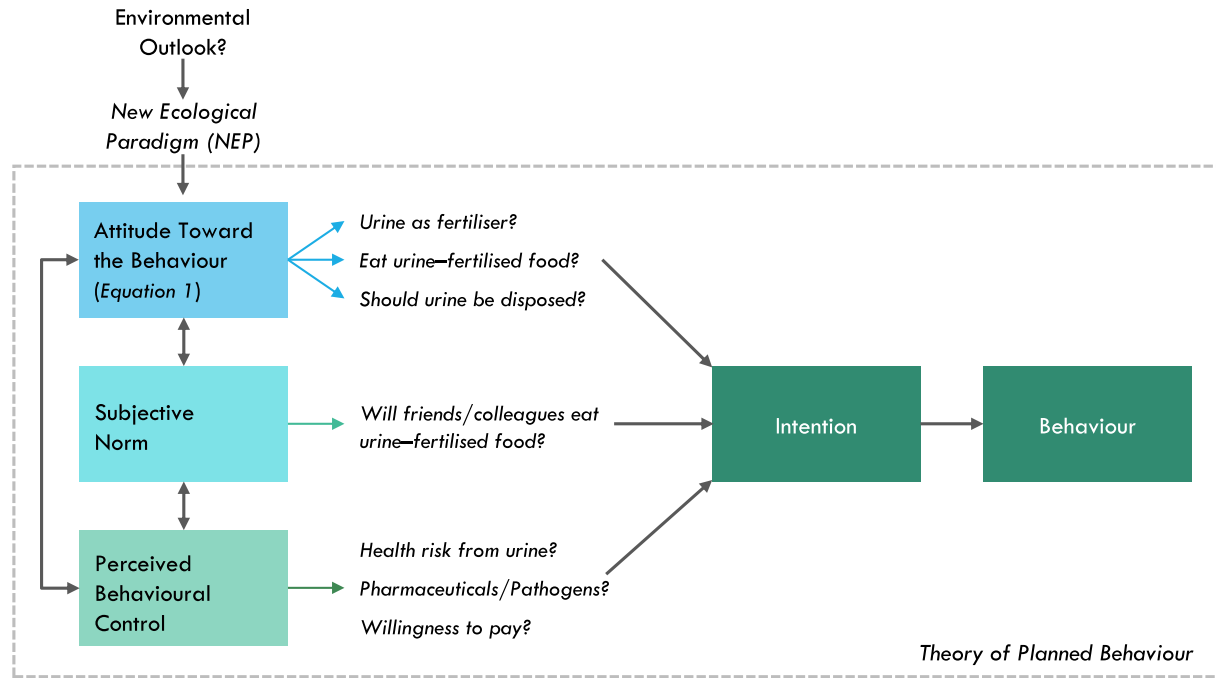 Environmental
Outlook?
New Ecological
Paradigm (NEP)
Attitude Toward
the Behaviour
(Equation 1)
Urine as fertiliser?
Eat urine–fertilised food?
Should urine be disposed?
Subjective
Norm
Will friends/colleagues eat
urine–fertilised food?
Intention
Behaviour
Perceived
Behavioural
Control
Health risk from urine?
Pharmaceuticals/Pathogens?
Willingness to pay?
Theory of Planned Behaviour